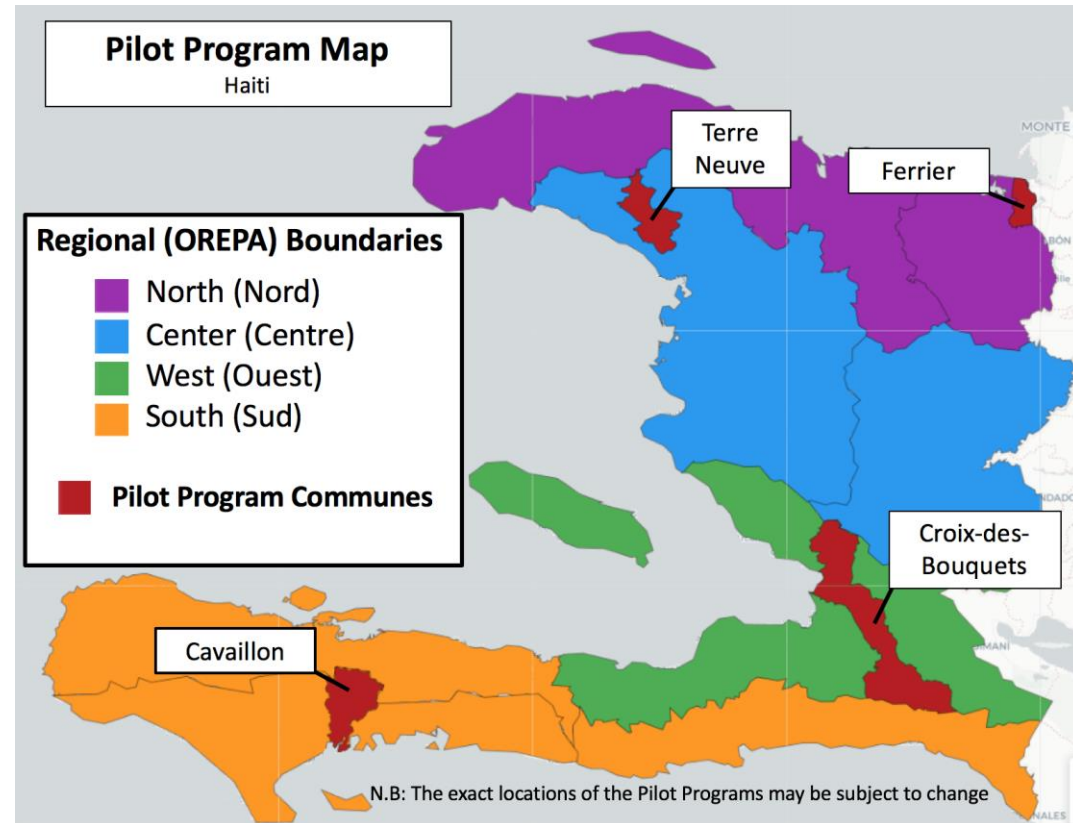 Pilot Program Map
Haiti
MONTE
Terre
Neuve
Ferrier
Regional (OREPA) Boundaries
North (Nord)
Center (Centre)
West (Ouest)
South (Sud)
Pilot Program Communes
Croix-des-
Bouquets
Cavaillon
N.B: The exact locations of the Pilot Programs may be subject to change